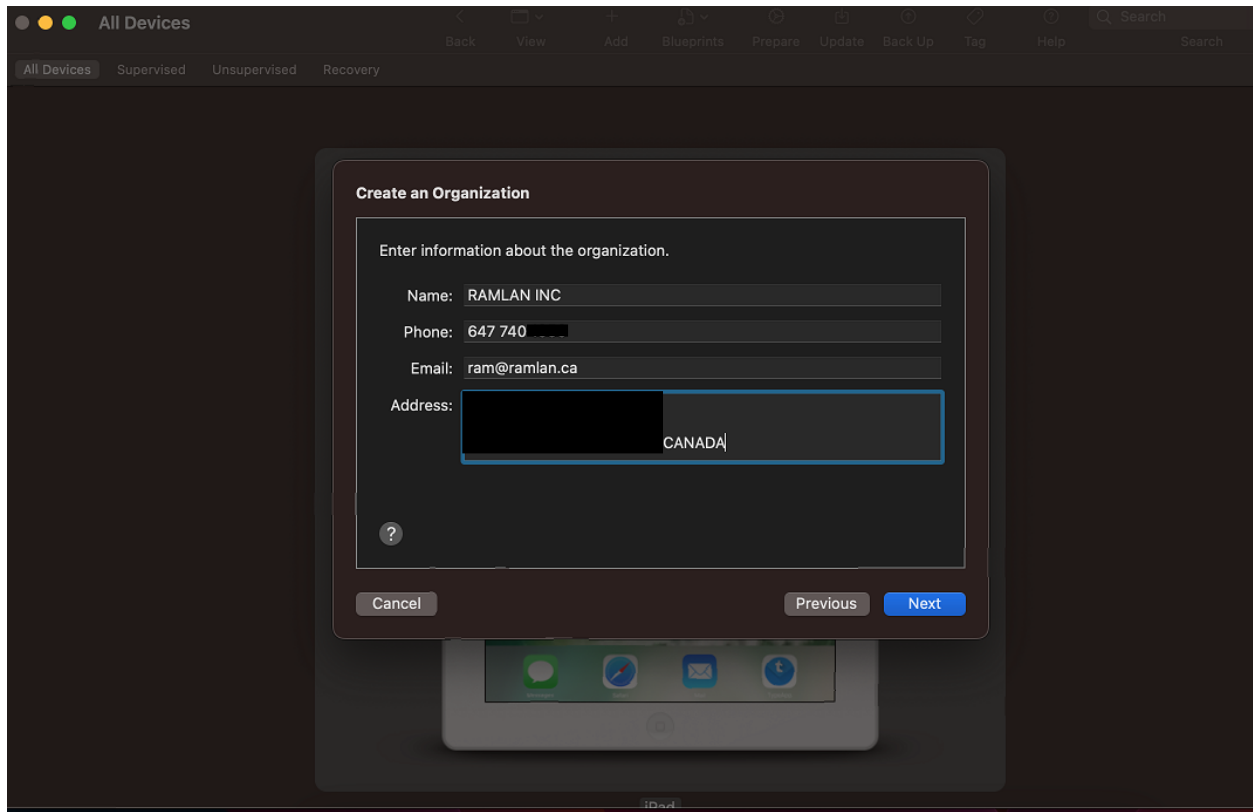 All Devices
Back View Add Blueprints Prepare Update Back Up Tag Help Search
Search
All Devices Supervised Unsupervised Recovery
Create an Organization
Enter information about the organization.
Name: RAMLAN INC
Phone: 647 740
Email: ram@ramlan.ca
Address:
CANADA
?
Cancel Previous Next
iPad